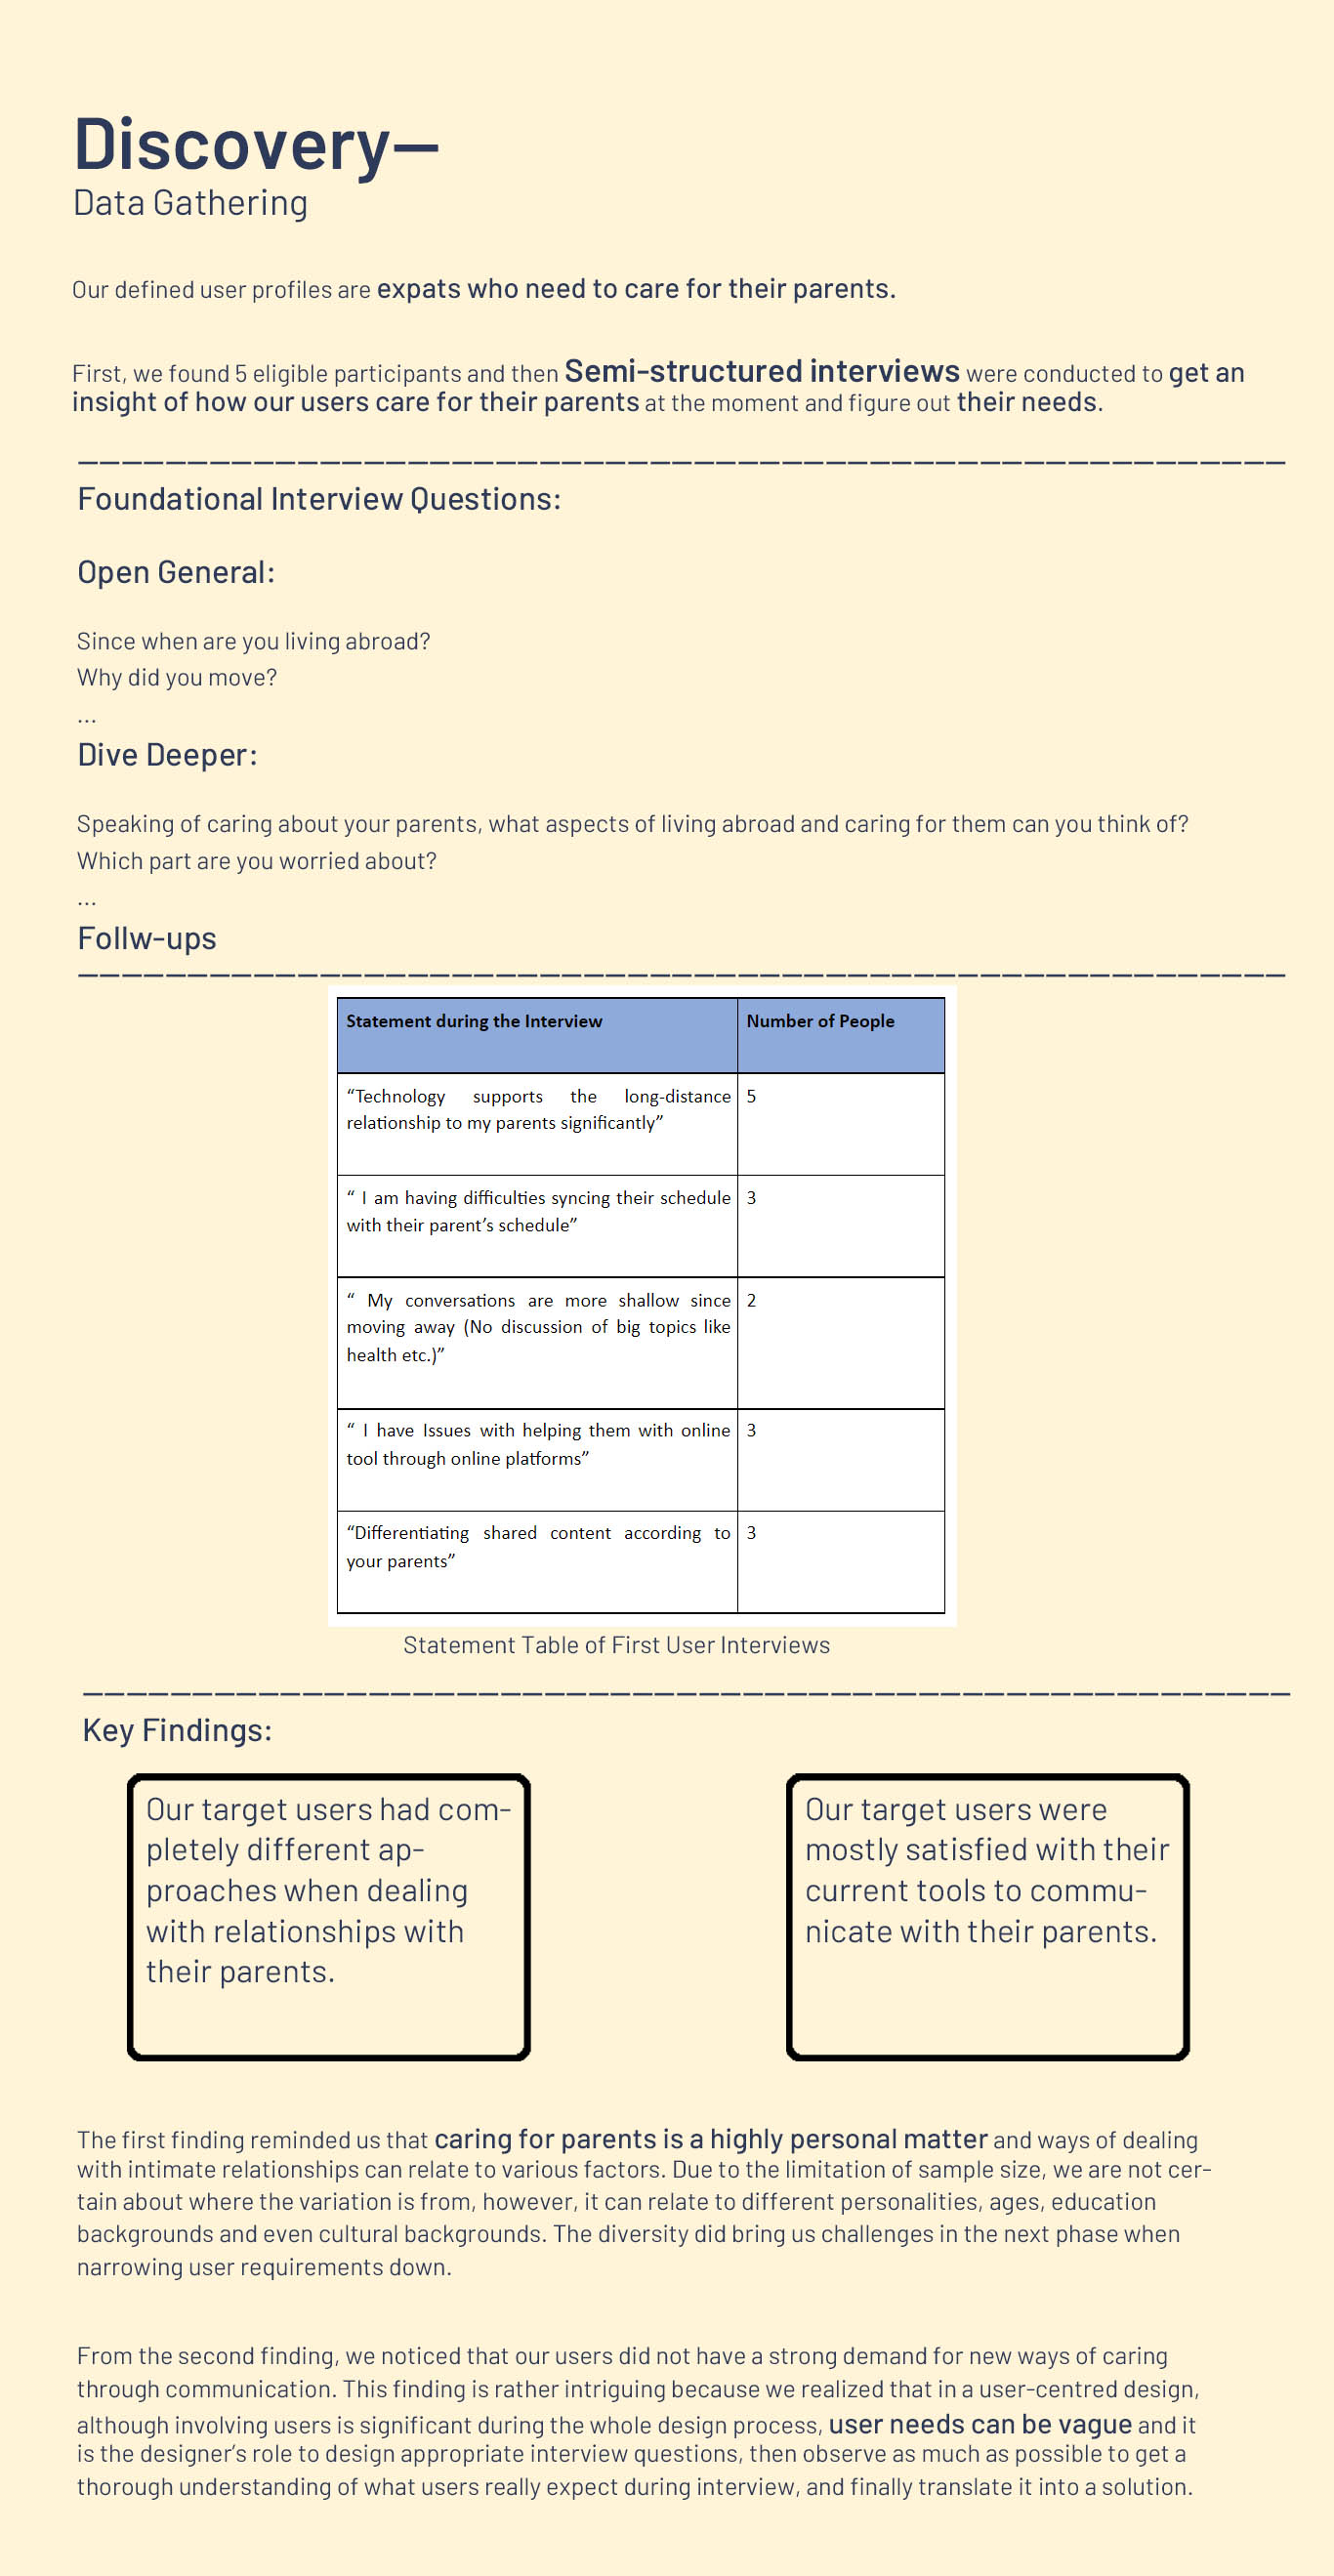 Discovery—
Data Gathering
Our defined user profiles are expats who need to care for their parents.
First, we found 5 eligible participants and then Semi-structured interviews were conducted to get an
insight of how our users care for their parents at the moment and figure out their needs.
Foundational Interview Questions:
Open General:
Since when are you living abroad?
Why did you move?
...
Dive Deeper:
Speaking of caring about your parents, what aspects of living abroad and caring for them can you think of?
Which part are you worried about?
...
Follw-ups
Statement during the Interview Number of People
“Technology supports the long-distance 5
relationship to my parents significantly”
“ I am having difficulties syncing their schedule 3
with their parent’s schedule”
“ My conversations are more shallow since 2
moving away (No discussion of big topics like
health etc.)”
“ I have Issues with helping them with online 3
tool through online platforms”
“Differentiating shared content according to 3
your parents”
Statement Table of First User Interviews
Key Findings:
Our target users had com-
pletely different ap-
proaches when dealing
with relationships with
their parents.
Our target users were
mostly satisfied with their
current tools to commu-
nicate with their parents.
The first finding reminded us that caring for parents is a highly personal matter and ways of dealing
with intimate relationships can relate to various factors. Due to the limitation of sample size, we are not cer-
tain about where the variation is from, however, it can relate to different personalities, ages, education
backgrounds and even cultural backgrounds. The diversity did bring us challenges in the next phase when
narrowing user requirements down.
From the second finding, we noticed that our users did not have a strong demand for new ways of caring
through communication. This finding is rather intriguing because we realized that in a user-centred design,
although involving users is significant during the whole design process, user needs can be vague and it
is the designer’s role to design appropriate interview questions, then observe as much as possible to get a
thorough understanding of what users really expect during interview, and finally translate it into a solution.